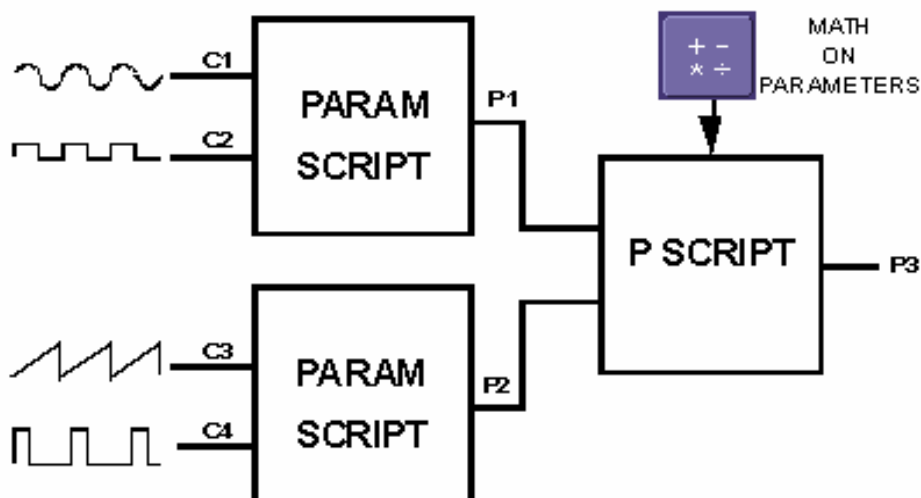 C1
C2
PARAM
SCRIPT
P1
+ −
* ÷
MATH
ON
PARAMETERS
P SCRIPT
P3
C3
C4
PARAM
SCRIPT
P2